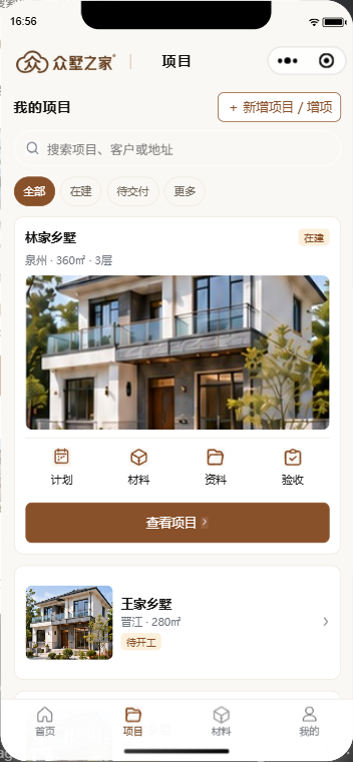 16:56
众墅之家
项目
我的项目
+ 新增项目 / 增项
搜索项目、客户或地址
全部
在建
待交付
更多
林家乡墅
在建
泉州 · 360㎡ · 3层
计划
材料
资料
验收
查看项目 ›
王家乡墅
晋江 · 280㎡
待开工
首页
项目
材料
我的